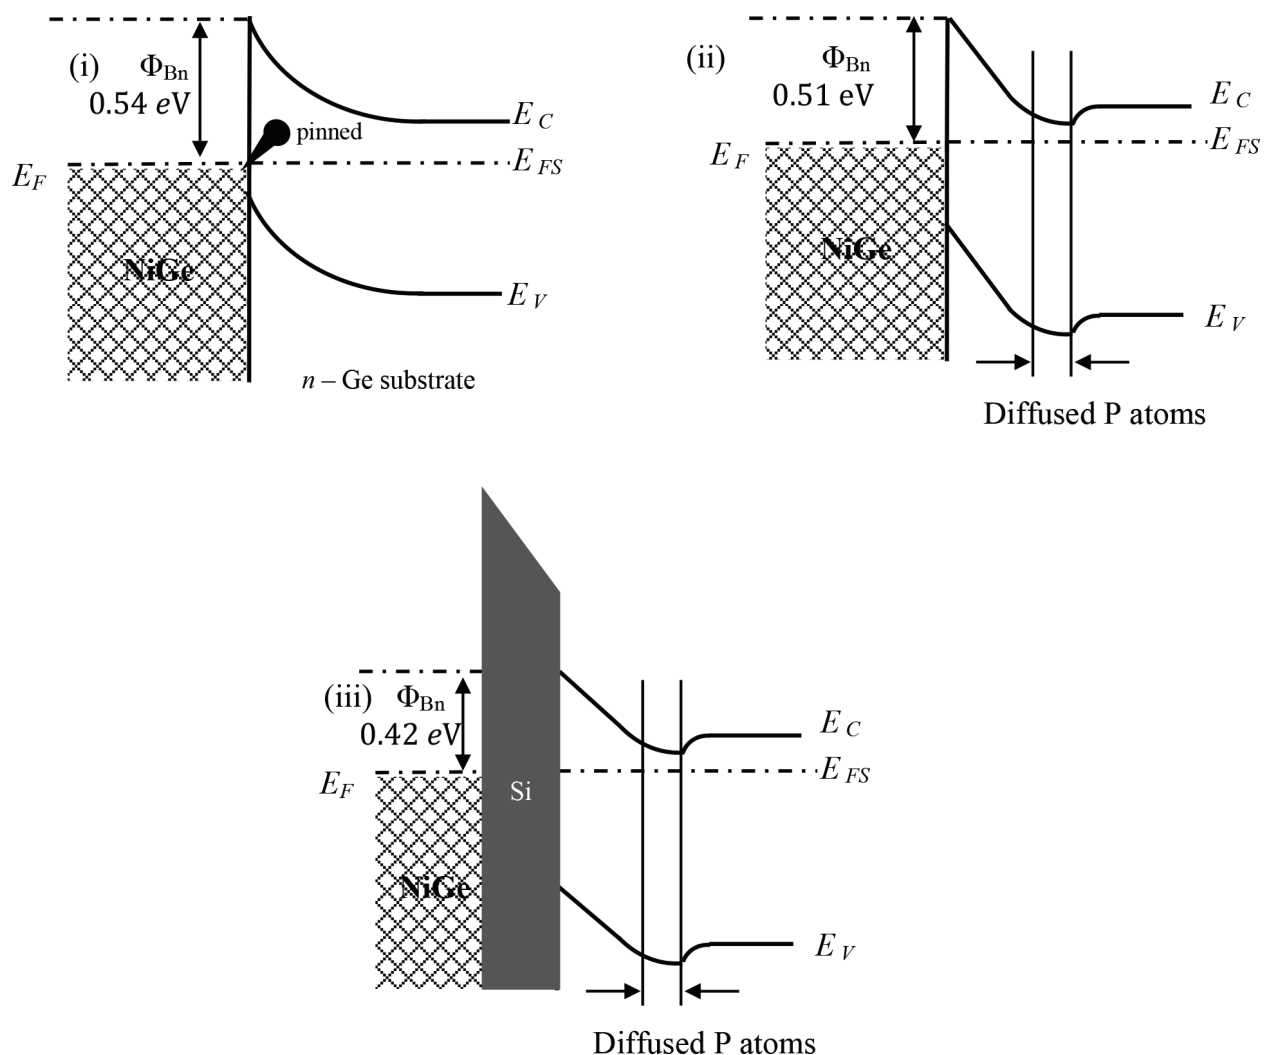 (i) Φ_Bn
0.54 eV
pinned
E_C
E_F
E_FS
NiGe
E_V
n – Ge substrate
(ii) Φ_Bn
0.51 eV
E_C
E_F
E_FS
NiGe
E_V
Diffused P atoms
(iii) Φ_Bn
0.42 eV
E_C
E_F
E_FS
Si
NiGe
E_V
Diffused P atoms